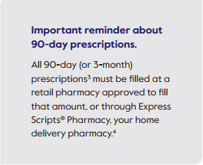 Important reminder about
90-day prescriptions.
All 90-day (or 3-month)
prescriptions³ must be filled at a
retail pharmacy approved to fill
that amount, or through Express
Scripts® Pharmacy, your home
delivery pharmacy.⁴